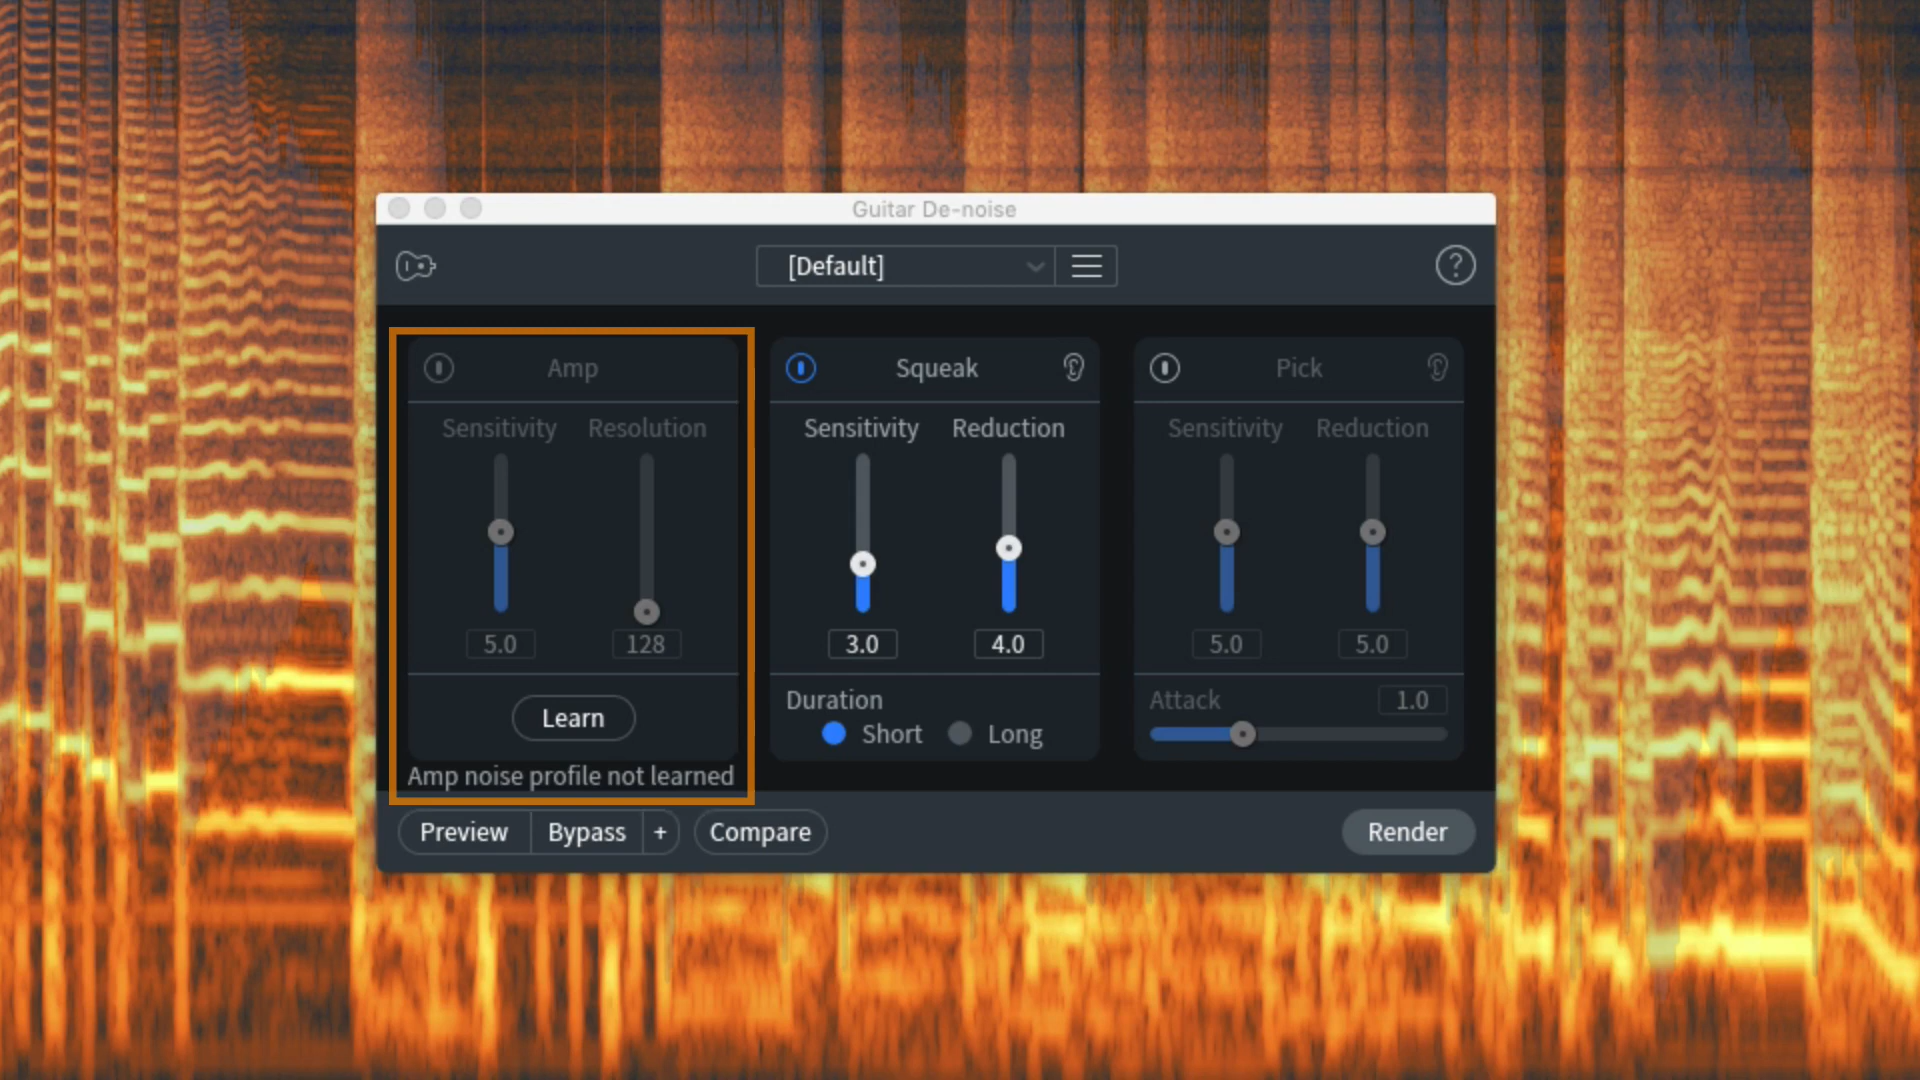 Guitar De-noise
[Default]
?
Amp
Sensitivity Resolution
5.0 128
Learn
Amp noise profile not learned
Squeak
Sensitivity Reduction
3.0 4.0
Duration
Short Long
Pick
Sensitivity Reduction
5.0 5.0
Attack 1.0
Preview Bypass + Compare Render